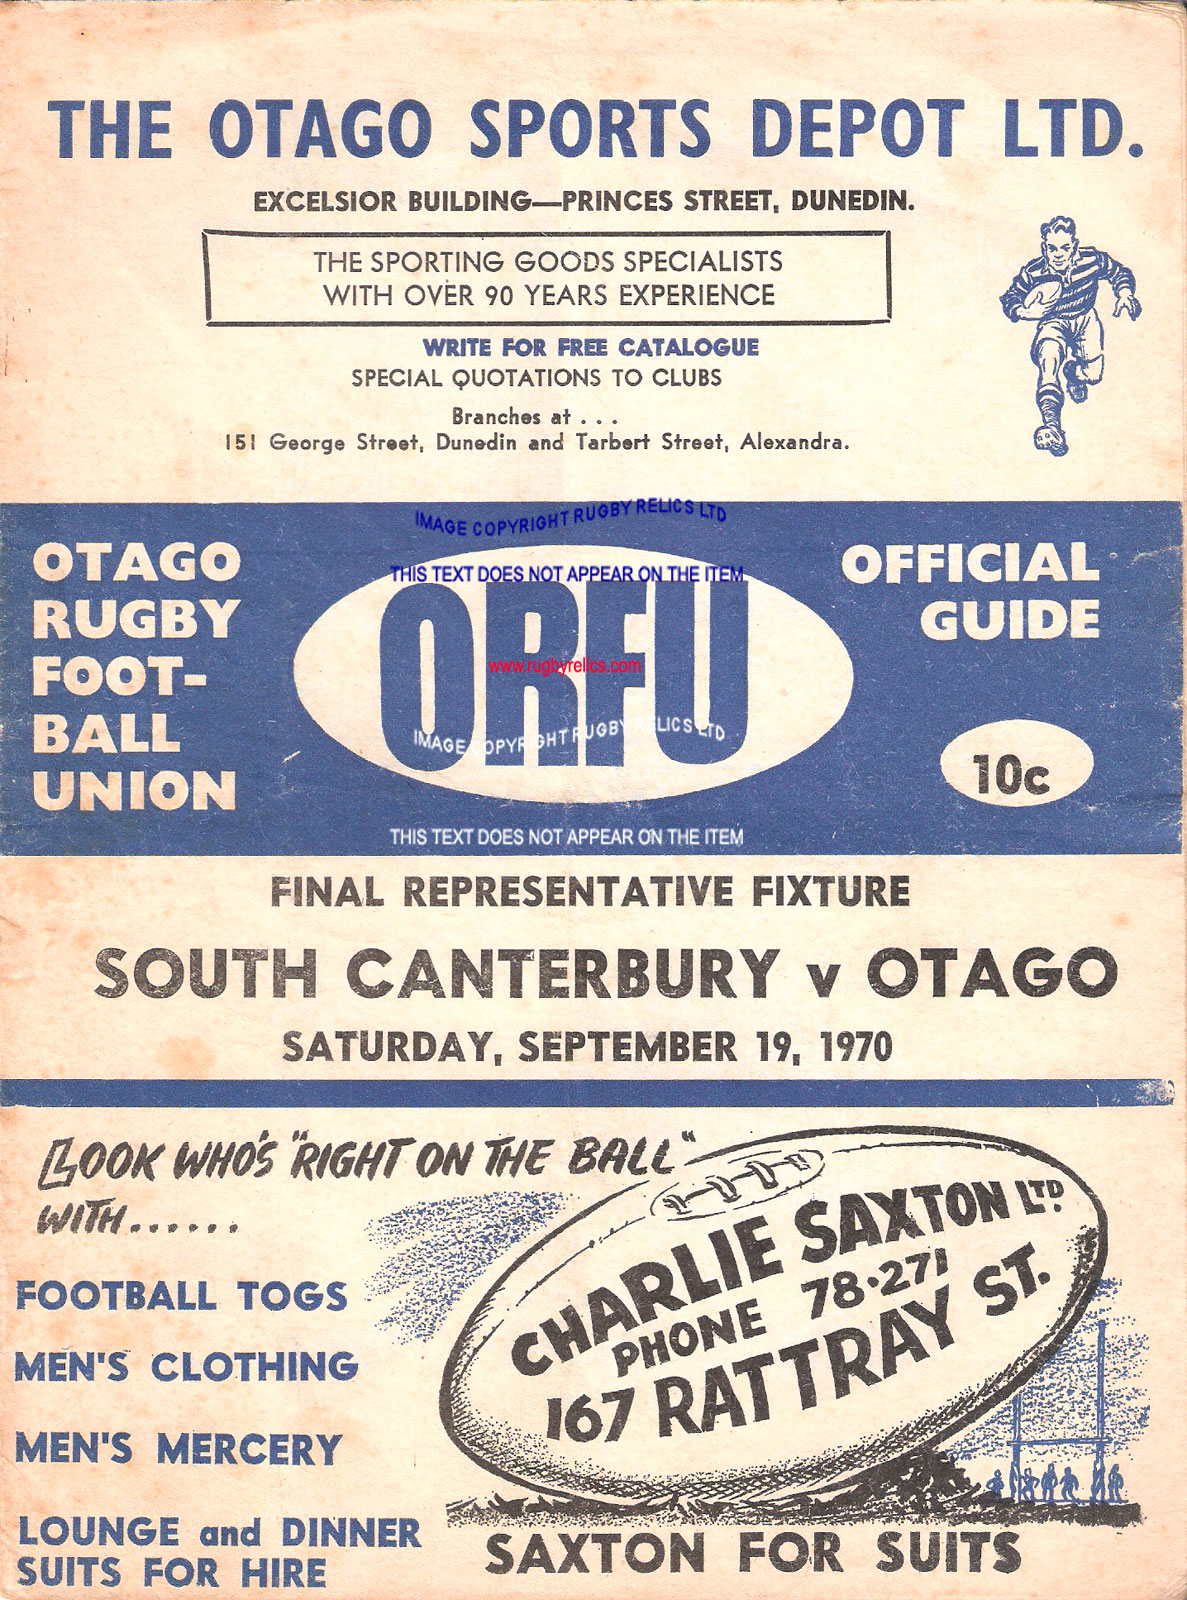 THE OTAGO SPORTS DEPOT LTD.
EXCELSIOR BUILDING—PRINCES STREET, DUNEDIN.
THE SPORTING GOODS SPECIALISTS
WITH OVER 90 YEARS EXPERIENCE
WRITE FOR FREE CATALOGUE
SPECIAL QUOTATIONS TO CLUBS
Branches at . . .
151 George Street, Dunedin and Tarbert Street, Alexandra.
IMAGE COPYRIGHT RUGBY RELICS LTD
THIS TEXT DOES NOT APPEAR ON THE ITEM
OTAGO
RUGBY
FOOT-
BALL
UNION
ORFU
www.rugbyrelics.com
IMAGE COPYRIGHT RUGBY RELICS LTD
THIS TEXT DOES NOT APPEAR ON THE ITEM
OFFICIAL
GUIDE
10c
FINAL REPRESENTATIVE FIXTURE
SOUTH CANTERBURY v OTAGO
SATURDAY, SEPTEMBER 19, 1970
LOOK WHO'S "RIGHT ON THE BALL"
WITH......
FOOTBALL TOGS
MEN'S CLOTHING
MEN'S MERCERY
LOUNGE and DINNER
SUITS FOR HIRE
CHARLIE SAXTON LTD.
PHONE 78·271
167 RATTRAY ST.
SAXTON FOR SUITS